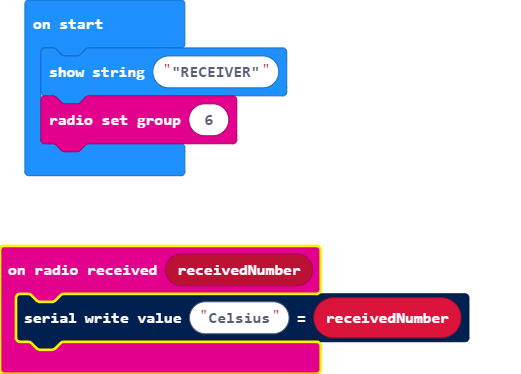 on start
show string ""RECEIVER""
radio set group 6
on radio received receivedNumber
serial write value "Celsius" = receivedNumber